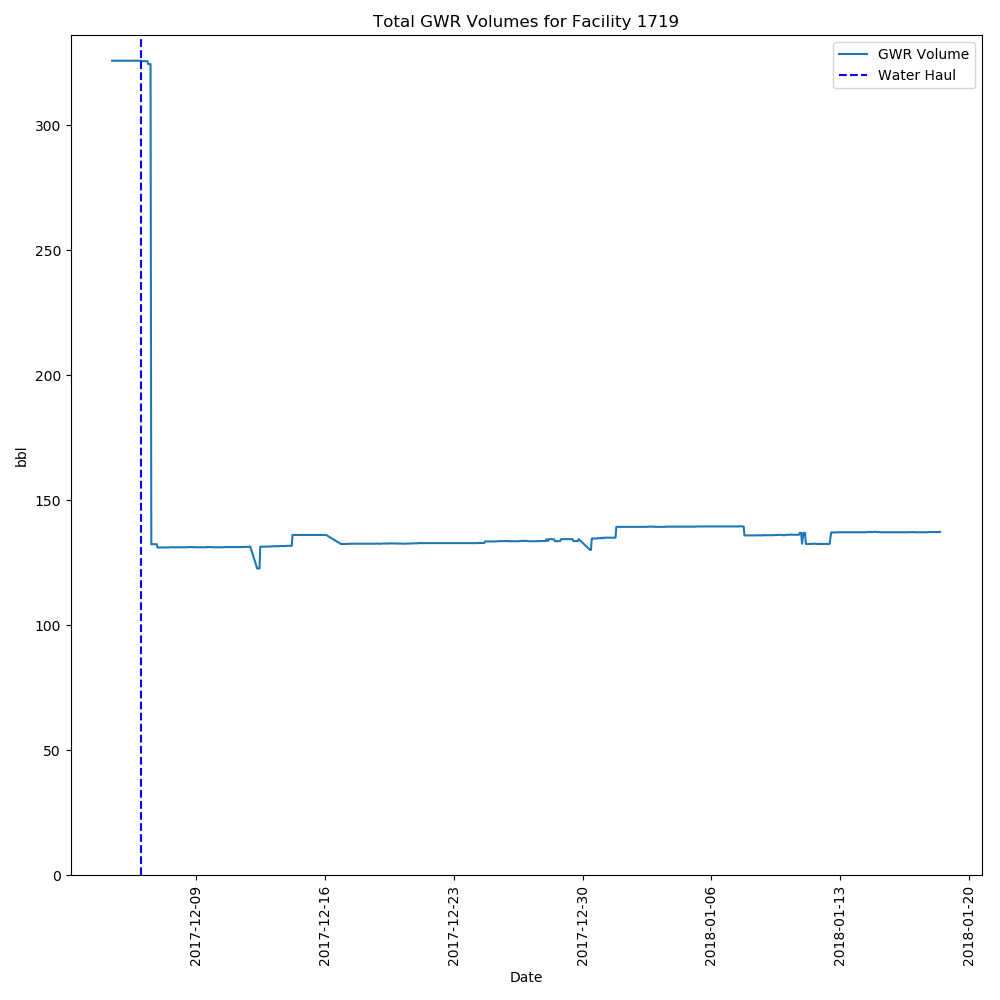 Total GWR Volumes for Facility 1719
GWR Volume
Water Haul
bbl
300
250
200
150
100
50
0
2017-12-09
2017-12-16
2017-12-23
2017-12-30
2018-01-06
2018-01-13
2018-01-20
Date